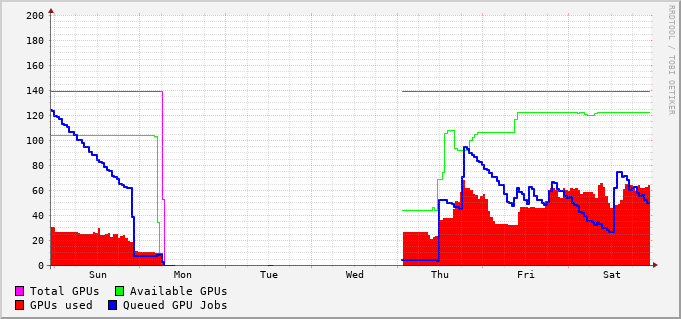 200
180
160
140
120
100
80
60
40
20
0
Sun Mon Tue Wed Thu Fri Sat
Total GPUs Available GPUs
GPUs used Queued GPU Jobs
RRDTOOL / TOBI OETIKER